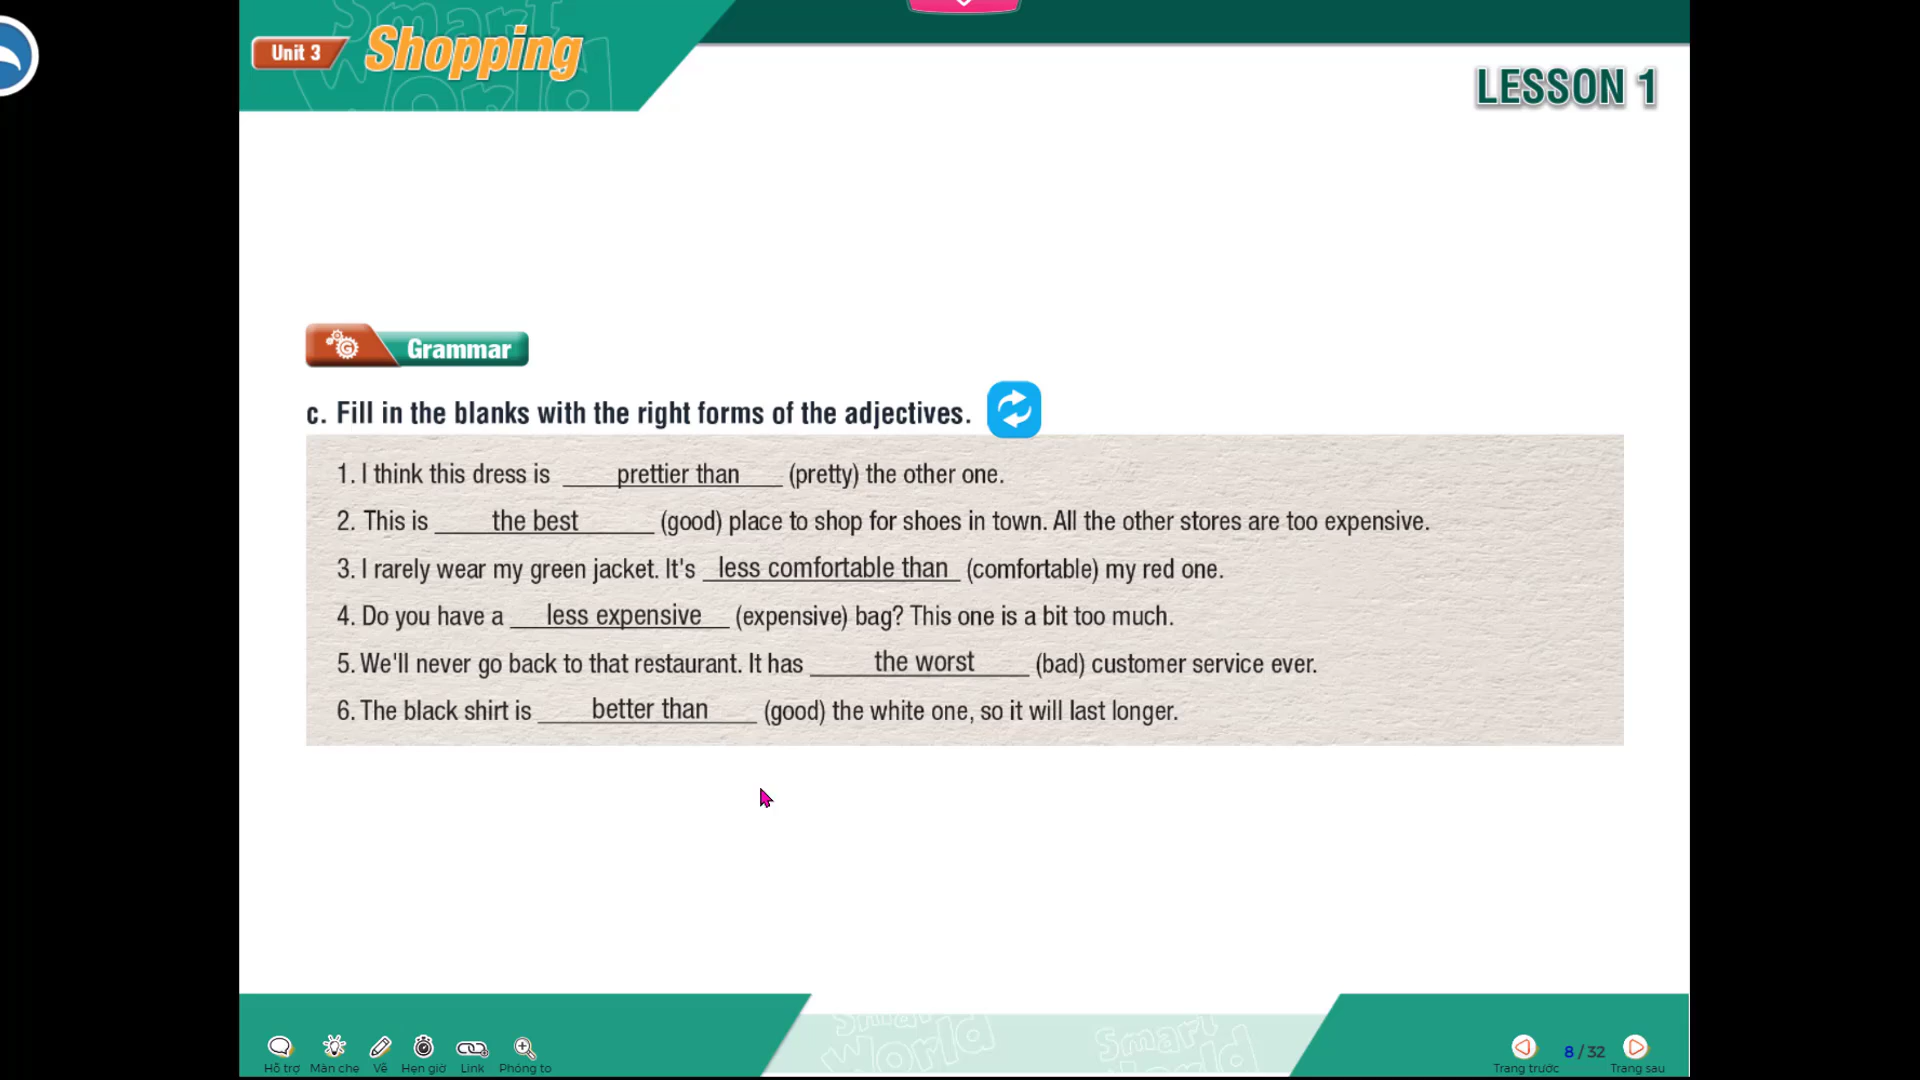 Unit 3
Shopping
LESSON 1
Grammar
c. Fill in the blanks with the right forms of the adjectives.
1. I think this dress is prettier than (pretty) the other one.
2. This is the best (good) place to shop for shoes in town. All the other stores are too expensive.
3. I rarely wear my green jacket. It's less comfortable than (comfortable) my red one.
4. Do you have a less expensive (expensive) bag? This one is a bit too much.
5. We'll never go back to that restaurant. It has the worst (bad) customer service ever.
6. The black shirt is better than (good) the white one, so it will last longer.
Smart World
Smart World
Smart World
Hỗ trợ Màn che Vẽ Hẹn giờ Link Phóng to
Trang trước 8 / 32 Trang sau